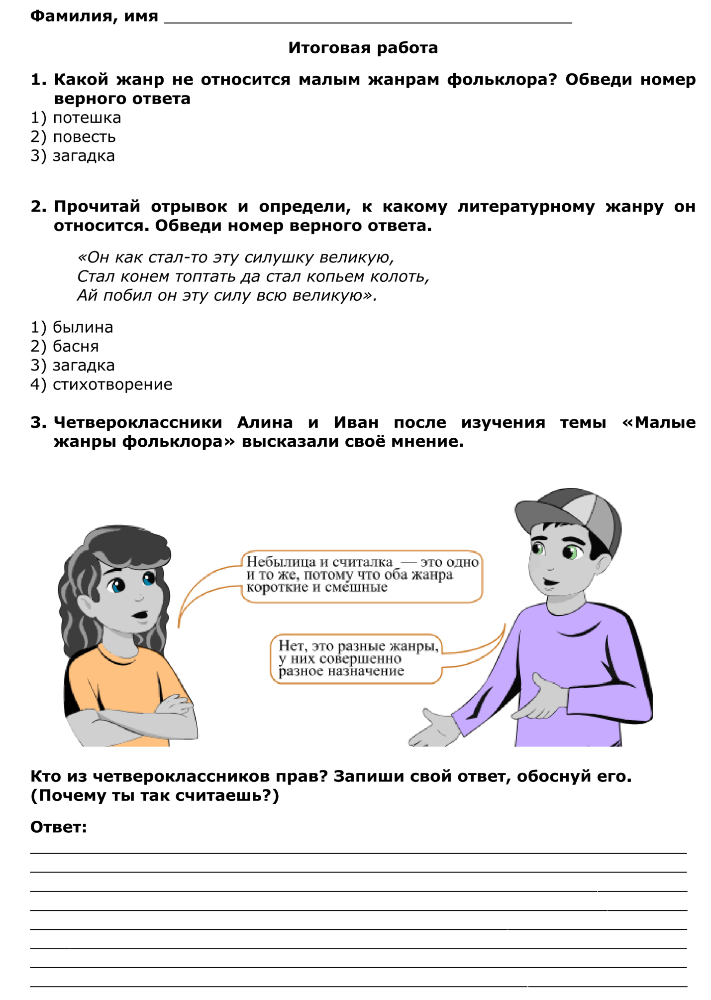 Фамилия, имя ___________________________________________
Итоговая работа
1. Какой жанр не относится малым жанрам фольклора? Обведи номер
верного ответа
1) потешка
2) повесть
3) загадка
2. Прочитай отрывок и определи, к какому литературному жанру он
относится. Обведи номер верного ответа.
«Он как стал-то эту силушку великую,
Стал конем топтать да стал копьем колоть,
Ай побил он эту силу всю великую».
1) былина
2) басня
3) загадка
4) стихотворение
3. Четвероклассники Алина и Иван после изучения темы «Малые
жанры фольклора» высказали своё мнение.
Небылица и считалка — это одно
и то же, потому что оба жанра
короткие и смешные
Нет, это разные жанры,
у них совершенно
разное назначение
Кто из четвероклассников прав? Запиши свой ответ, обоснуй его.
(Почему ты так считаешь?)
Ответ: